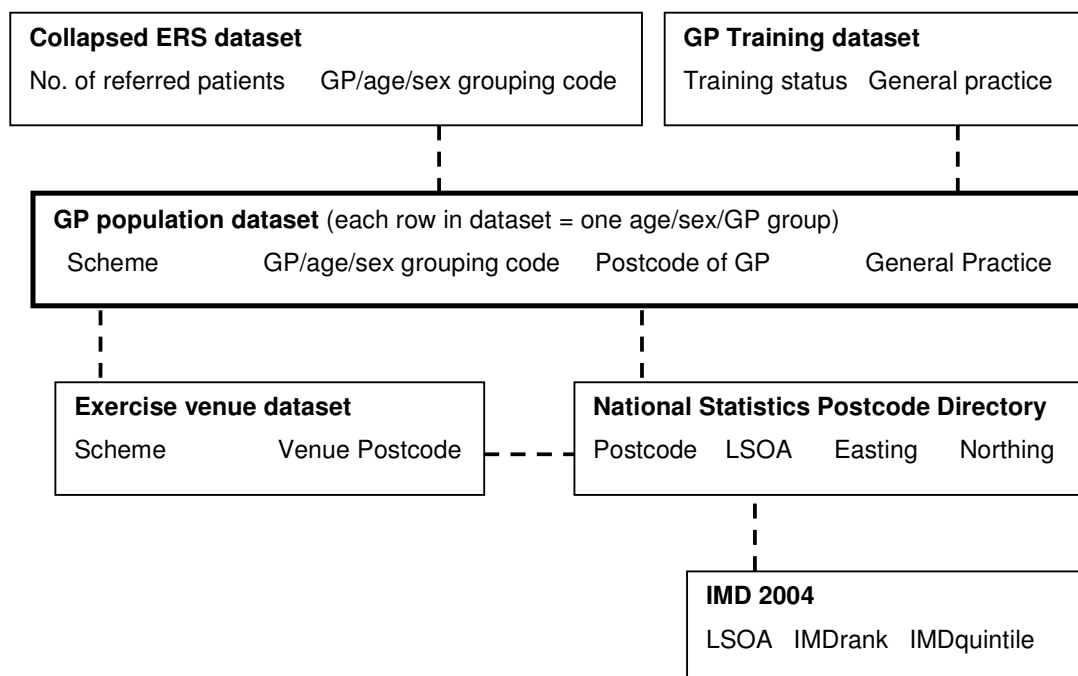 Collapsed ERS dataset
No. of referred patients GP/age/sex grouping code
GP Training dataset
Training status General practice
GP population dataset (each row in dataset = one age/sex/GP group)
Scheme GP/age/sex grouping code Postcode of GP General Practice
Exercise venue dataset
Scheme Venue Postcode
National Statistics Postcode Directory
Postcode LSOA Easting Northing
IMD 2004
LSOA IMDrank IMDquintile